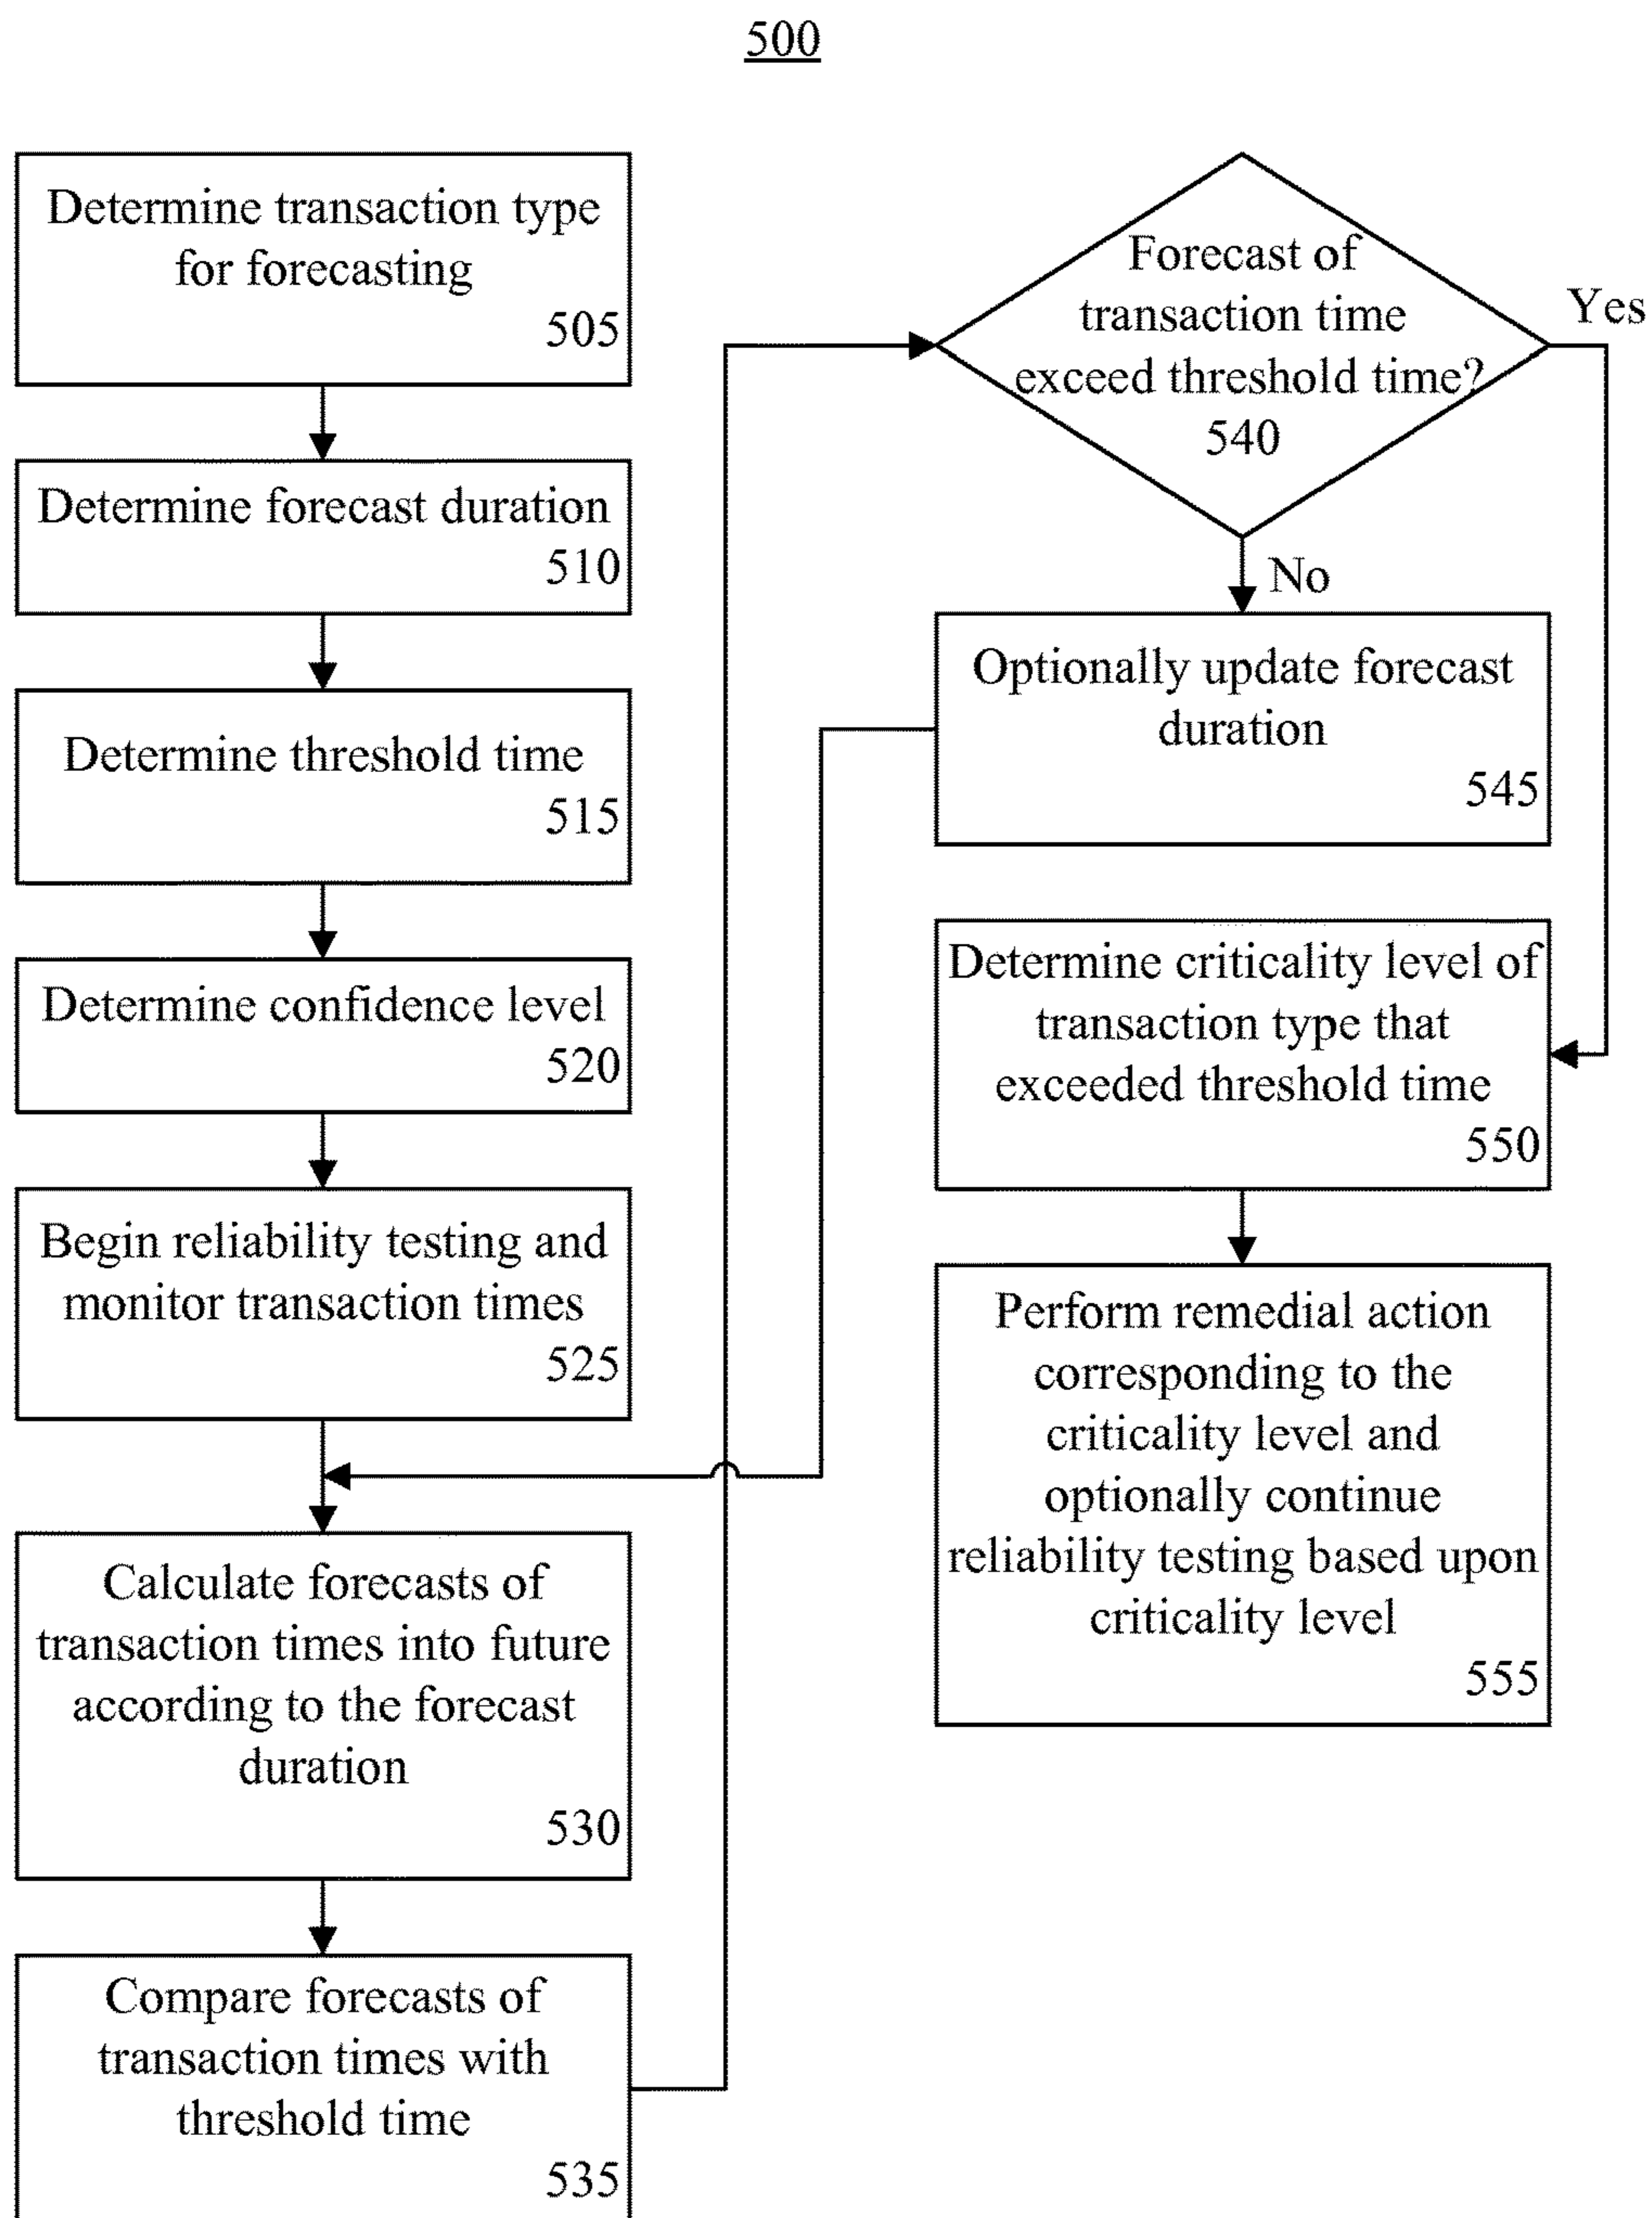 500
Determine transaction type
for forecasting
505
Determine forecast duration
510
Determine threshold time
515
Determine confidence level
520
Begin reliability testing and
monitor transaction times
525
Calculate forecasts of
transaction times into future
according to the forecast
duration
530
Compare forecasts of
transaction times with
threshold time
535
Forecast of
transaction time
exceed threshold time?
540
Yes
No
Optionally update forecast
duration
545
Determine criticality level of
transaction type that
exceeded threshold time
550
Perform remedial action
corresponding to the
criticality level and
optionally continue
reliability testing based upon
criticality level
555